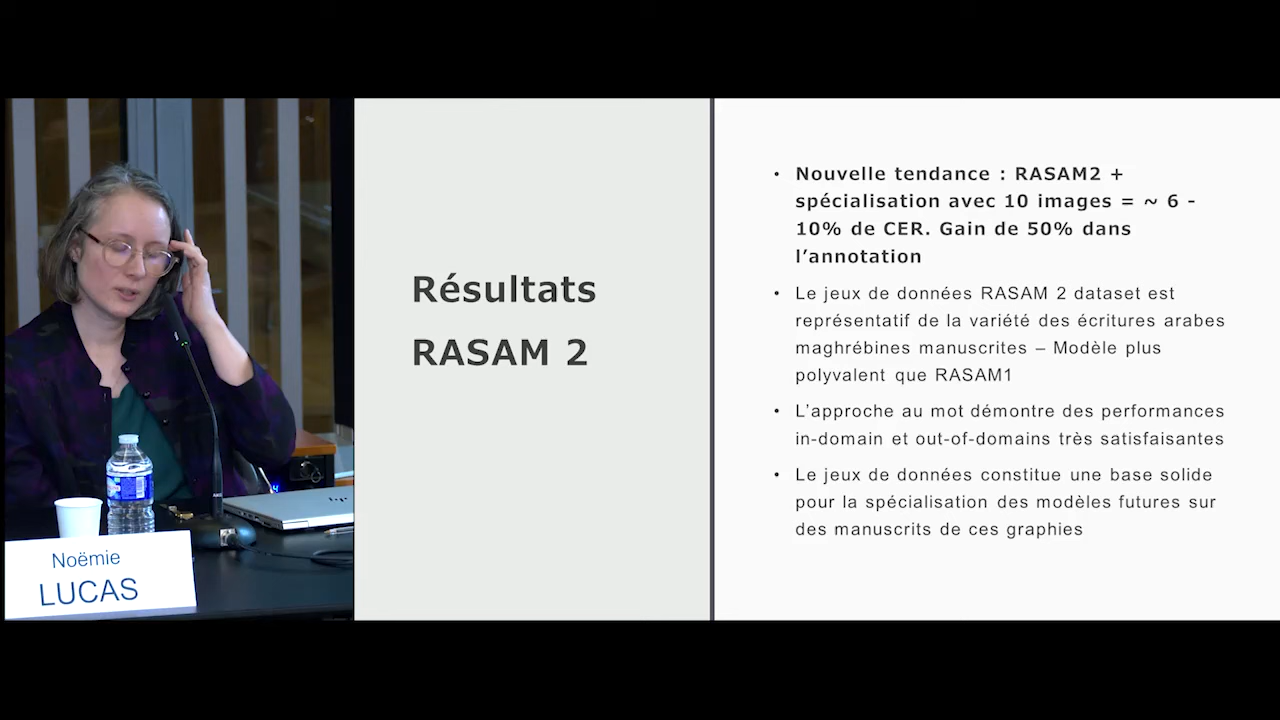 Noëmie
LUCAS
Résultats
RASAM 2
• Nouvelle tendance : RASAM2 +
spécialisation avec 10 images = ~ 6 -
10% de CER. Gain de 50% dans
l’annotation
• Le jeux de données RASAM 2 dataset est
représentatif de la variété des écritures arabes
maghrébines manuscrites – Modèle plus
polyvalent que RASAM1
• L’approche au mot démontre des performances
in-domain et out-of-domains très satisfaisantes
• Le jeux de données constitue une base solide
pour la spécialisation des modèles futures sur
des manuscrits de ces graphies